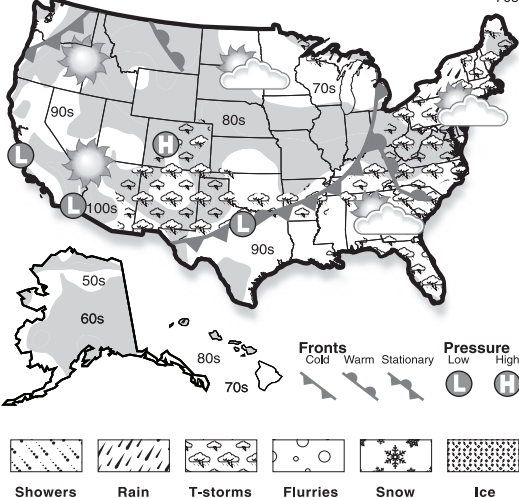 70s
90s
80s
H
L
L
100s
L
90s
50s
60s
80s
70s
Fronts
Cold Warm Stationary
Pressure
Low High
L H
Showers Rain T-storms Flurries Snow Ice